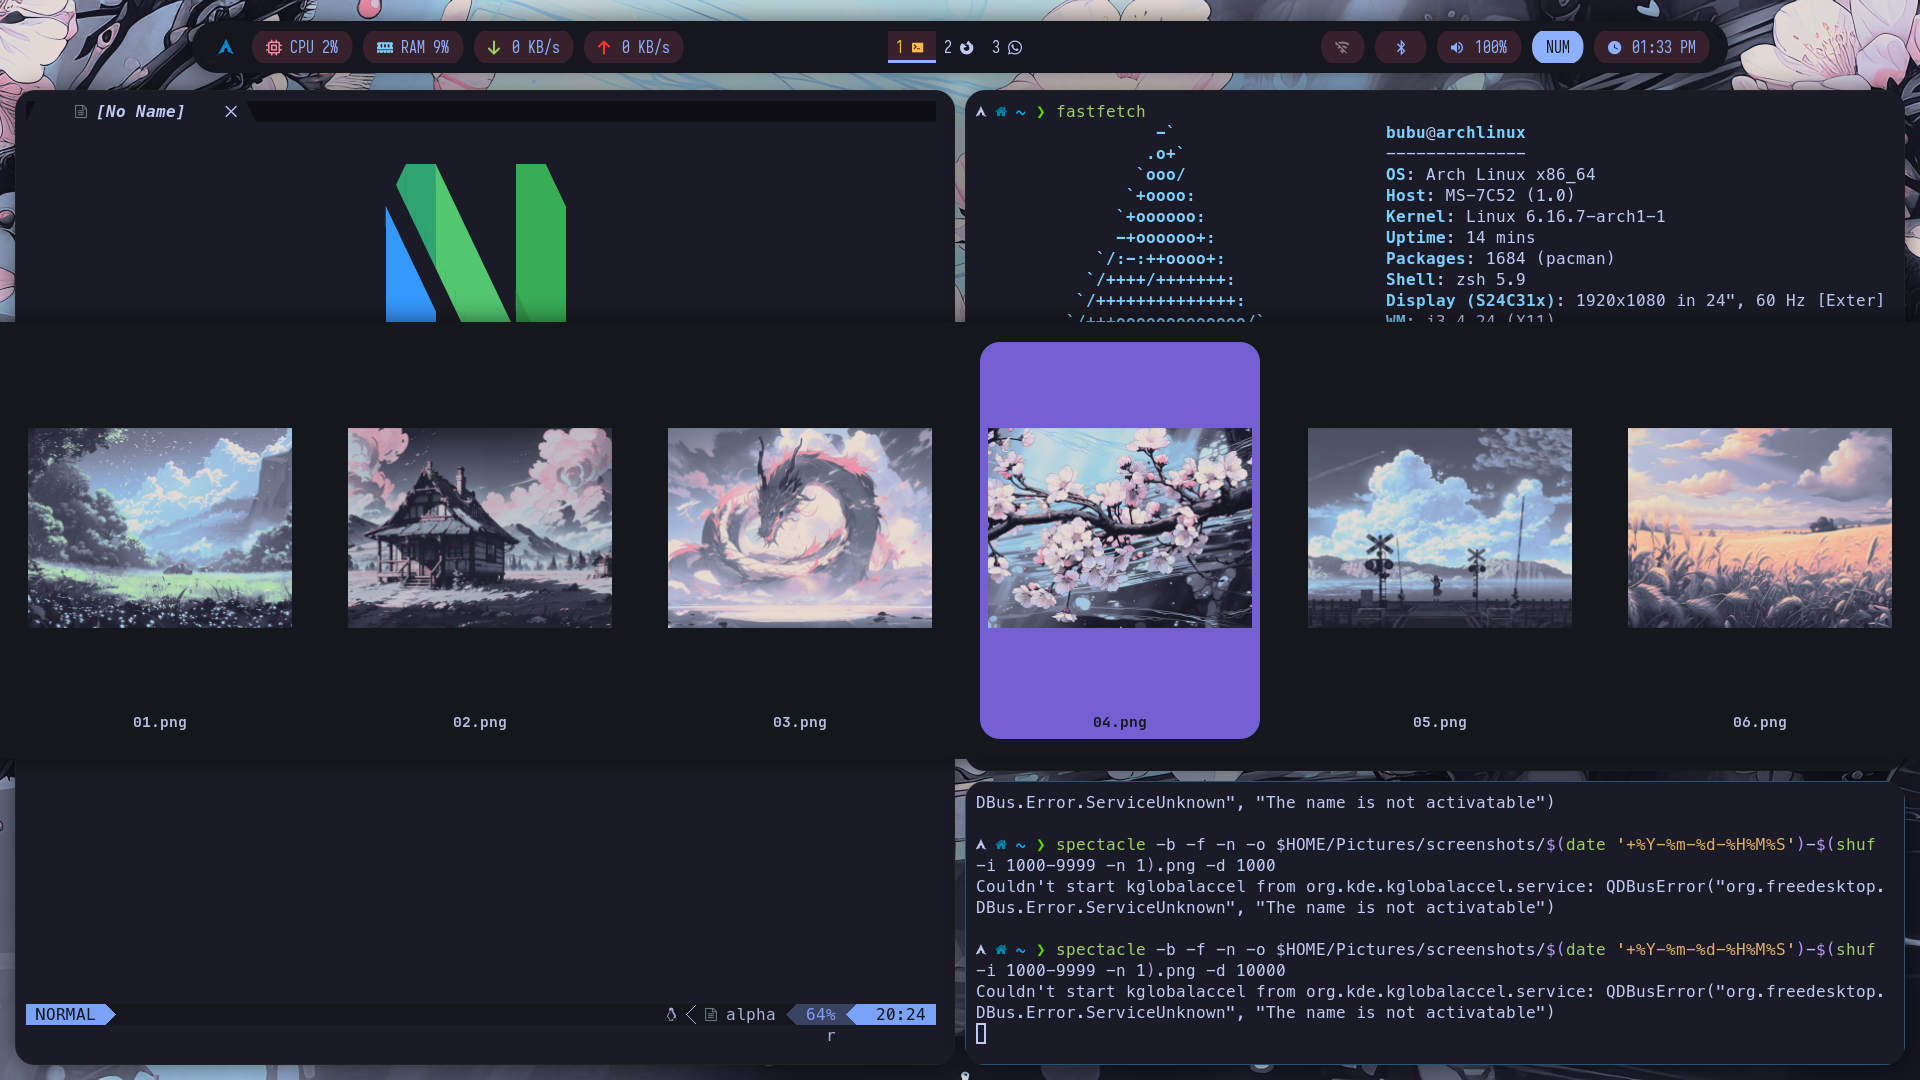 CPU 2% RAM 9% 0 KB/s 0 KB/s 1 2 3 100% NUM 01:33 PM
[No Name]
~ ❯ fastfetch
-`
.o+`
`ooo/
`+oooo:
`+oooooo:
-+oooooo+:
`/:-:++oooo+:
`/++++/+++++++:
`/++++++++++++++:
`/+++ooooooooooooo/`
bubu@archlinux
--------------
OS: Arch Linux x86_64
Host: MS-7C52 (1.0)
Kernel: Linux 6.16.7-arch1-1
Uptime: 14 mins
Packages: 1684 (pacman)
Shell: zsh 5.9
Display (S24C31x): 1920x1080 in 24", 60 Hz [Exter]
WM: i3 4.24 (X11)
01.png
02.png
03.png
04.png
05.png
06.png
DBus.Error.ServiceUnknown", "The name is not activatable")
~ ❯ spectacle -b -f -n -o $HOME/Pictures/screenshots/$(date '+%Y-%m-%d-%H%M%S')-$(shuf
-i 1000-9999 -n 1).png -d 1000
Couldn't start kglobalaccel from org.kde.kglobalaccel.service: QDBusError("org.freedesktop.
DBus.Error.ServiceUnknown", "The name is not activatable")
~ ❯ spectacle -b -f -n -o $HOME/Pictures/screenshots/$(date '+%Y-%m-%d-%H%M%S')-$(shuf
-i 1000-9999 -n 1).png -d 10000
Couldn't start kglobalaccel from org.kde.kglobalaccel.service: QDBusError("org.freedesktop.
DBus.Error.ServiceUnknown", "The name is not activatable")
NORMAL alpha 64% 20:24
r